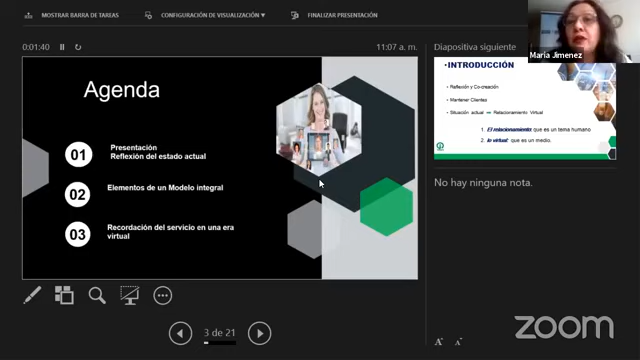 MOSTRAR BARRA DE TAREAS
CONFIGURACIÓN DE VISUALIZACIÓN ▼
FINALIZAR PRESENTACIÓN
Maria Jimenez
0:01:40
11:07 a. m.
Diapositiva siguiente
Agenda
01
Presentación
Reflexión del estado actual
02
Elementos de un Modelo integral
03
Recordación del servicio en una era
virtual
•INTRODUCCIÓN
• Reflexión y Co-creación
• Mantener Clientes
• Situación actual ⇒ Relacionamiento Virtual
1. El relacionamiento: que es un tema humano
2. lo virtual: que es un medio.
No hay ninguna nota.
3 de 21
A A
zoom